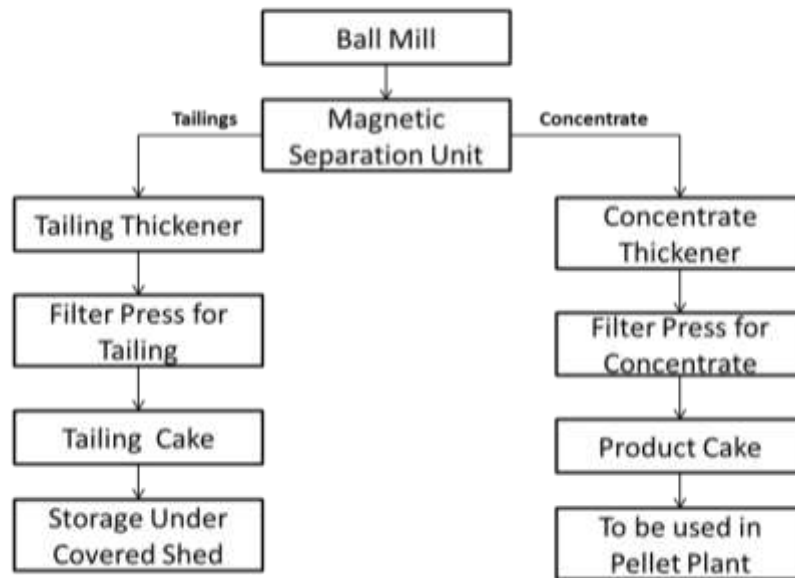 Ball Mill
Tailings
Magnetic
Separation Unit
Concentrate
Tailing Thickener
Filter Press for
Tailing
Tailing Cake
Storage Under
Covered Shed
Concentrate
Thickener
Filter Press for
Concentrate
Product Cake
To be used in
Pellet Plant